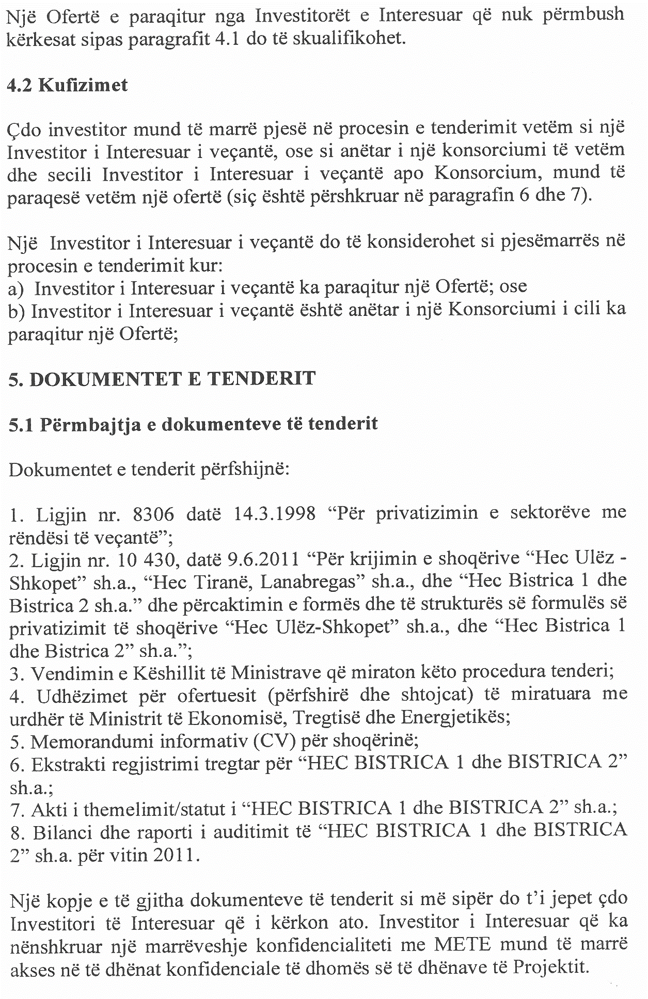 Një Ofertë e paraqitur nga Investitorët e Interesuar që nuk përmbush
kërkesat sipas paragrafit 4.1 do të skualifikohet.
4.2 Kufizimet
Çdo investitor mund të marrë pjesë në procesin e tenderimit vetëm si një
Investitor i Interesuar i veçantë, ose si anëtar i një konsorciumi të vetëm
dhe secili Investitor i Interesuar i veçantë apo Konsorcium, mund të
paraqesë vetëm një ofertë (siç është përshkruar në paragrafin 6 dhe 7).
Një Investitor i Interesuar i veçantë do të konsiderohet si pjesëmarrës në
procesin e tenderimit kur:
a) Investitor i Interesuar i veçantë ka paraqitur një Ofertë; ose
b) Investitor i Interesuar i veçantë është anëtar i një Konsorciumi i cili ka
paraqitur një Ofertë;
5. DOKUMENTET E TENDERIT
5.1 Përmbajtja e dokumenteve të tenderit
Dokumentet e tenderit përfshijnë:
1. Ligjin nr. 8306 datë 14.3.1998 “Për privatizimin e sektorëve me
rëndësi të veçantë”;
2. Ligjin nr. 10 430, datë 9.6.2011 “Për krijimin e shoqërive “Hec Ulëz -
Shkopet” sh.a., “Hec Tiranë, Lanabregas” sh.a., dhe “Hec Bistrica 1 dhe
Bistrica 2 sh.a.” dhe përcaktimin e formës dhe të strukturës së formulës së
privatizimit të shoqërive “Hec Ulëz-Shkopet” sh.a., dhe “Hec Bistrica 1
dhe Bistrica 2” sh.a.”;
3. Vendimin e Këshillit të Ministrave që miraton këto procedura tenderi;
4. Udhëzimet për ofertuesit (përfshirë dhe shtojcat) të miratuara me
urdhër të Ministrit të Ekonomisë, Tregtisë dhe Energjetikës;
5. Memorandumi informativ (CV) për shoqërinë;
6. Ekstrakti regjistrimi tregtar për “HEC BISTRICA 1 dhe BISTRICA 2”
sh.a.;
7. Akti i themelimit/statut i “HEC BISTRICA 1 dhe BISTRICA 2” sh.a.;
8. Bilanci dhe raporti i auditimit të “HEC BISTRICA 1 dhe BISTRICA
2” sh.a. për vitin 2011.
Një kopje e të gjitha dokumenteve të tenderit si më sipër do t’i jepet çdo
Investitori të Interesuar që i kërkon ato. Investitor i Interesuar që ka
nënshkruar një marrëveshje konfidencialiteti me METE mund të marrë
akses në të dhënat konfidenciale të dhomës së të dhënave të Projektit.